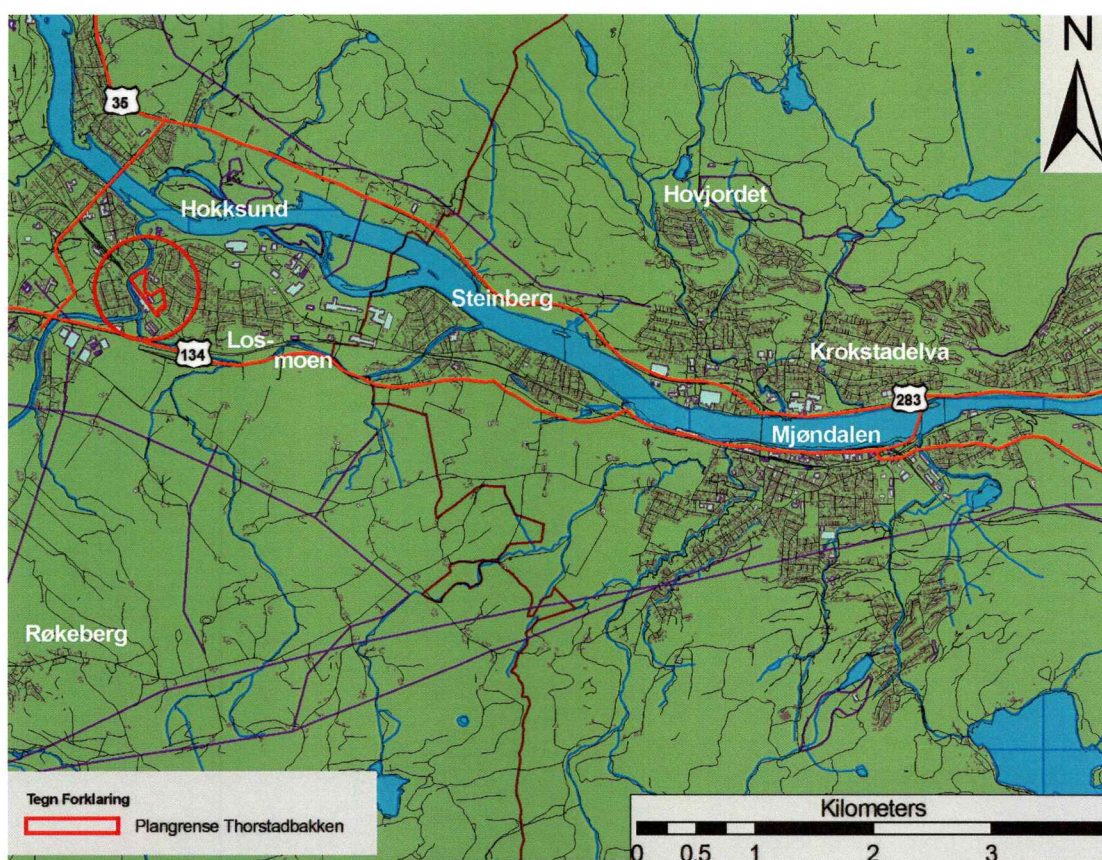 N
35
Hovjordet
Hokksund
Steinberg
Los-
moen
134
Krokstadelva
283
Mjøndalen
Røkeberg
Tegn Forklaring
Plangrense Thorstadbakken
Kilometers
0 0.5 1 2 3